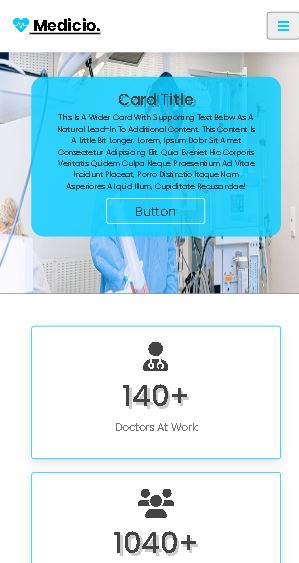 Medicio.
Card Title
This Is A Wider Card With Supporting Text Below As A
Natural Lead-In To Additional Content. This Content Is
A Little Bit Longer. Lorem, Ipsum Dolor Sit Amet
Consectetur Adipisicing Elit. Quia Eveniet Hic Corporis
Veritatis Quidem Culpa Neque Praesentium Ad Vitae
Incidunt Placeat, Porro Distinctio Itaque Nam
Asperiores Aliquid Illum, Cupiditate Recusandae!
Button
140+
Doctors At Work
1040+